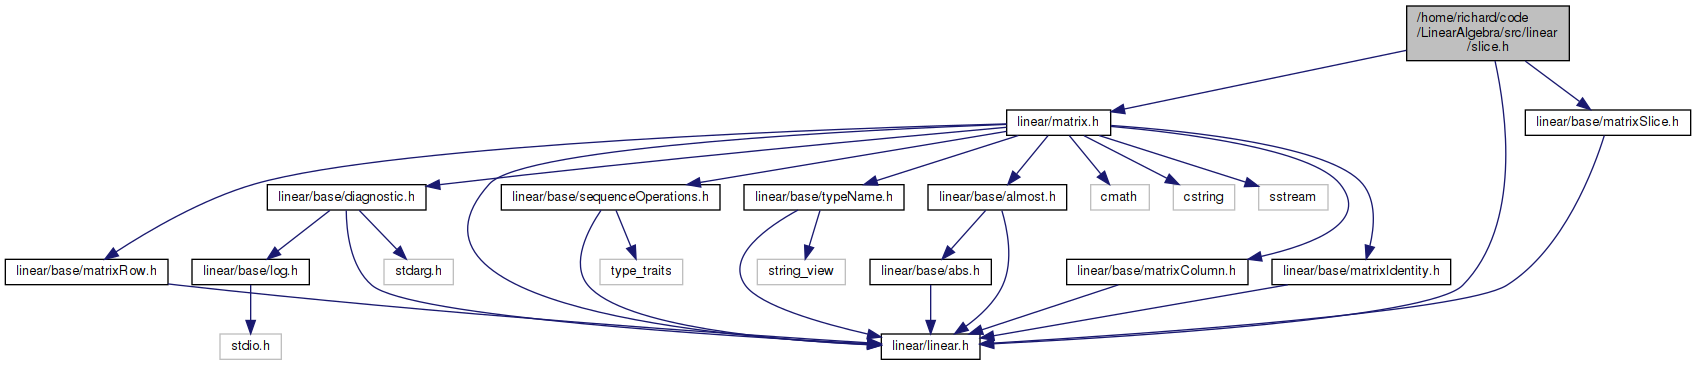 /home/richard/code
/LinearAlgebra/src/linear
/slice.h
linear/matrix.h
linear/base/matrixSlice.h
linear/base/diagnostic.h
linear/base/sequenceOperations.h
linear/base/typeName.h
linear/base/almost.h
cmath
cstring
sstream
linear/base/matrixRow.h
linear/base/log.h
stdarg.h
type_traits
string_view
linear/base/abs.h
linear/base/matrixColumn.h
linear/base/matrixIdentity.h
stdio.h
linear/linear.h